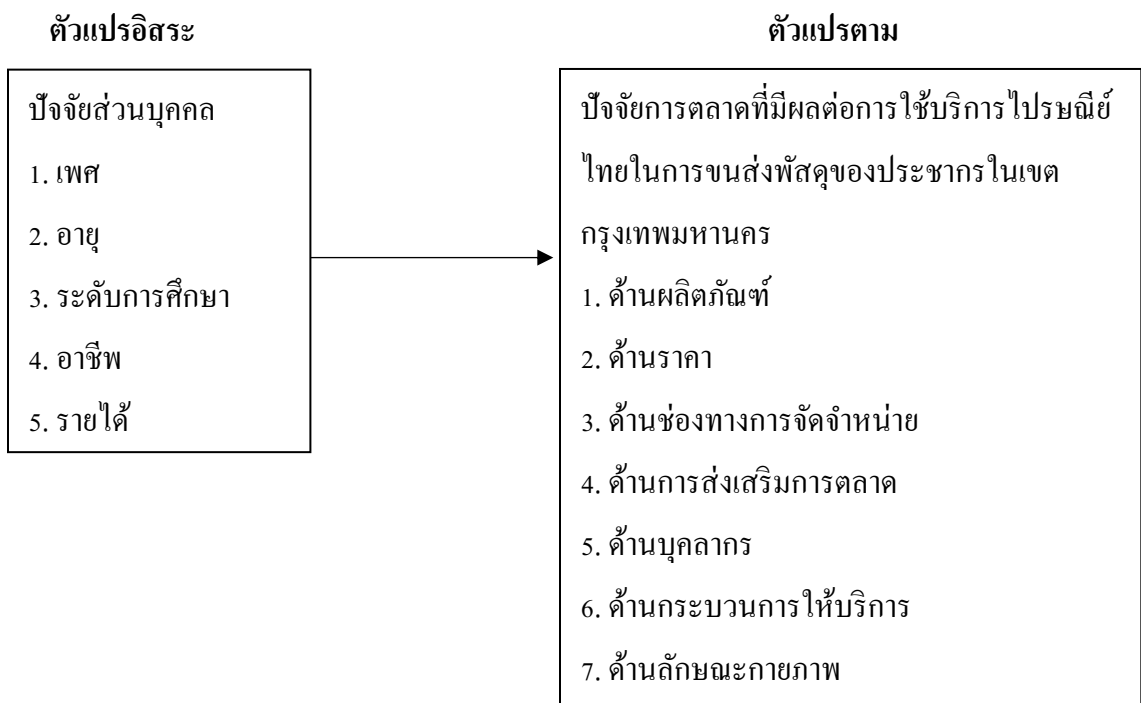 ตัวแปรอิสระ
ปัจจัยส่วนบุคคล
1. เพศ
2. อายุ
3. ระดับการศึกษา
4. อาชีพ
5. รายได้
ตัวแปรตาม
ปัจจัยการตลาดที่มีผลต่อการใช้บริการไปรษณีย์
ไทยในการขนส่งพัสดุของประชากรในเขต
กรุงเทพมหานคร
1. ด้านผลิตภัณฑ์
2. ด้านราคา
3. ด้านช่องทางการจัดจำหน่าย
4. ด้านการส่งเสริมการตลาด
5. ด้านบุคลากร
6. ด้านกระบวนการให้บริการ
7. ด้านลักษณะกายภาพ